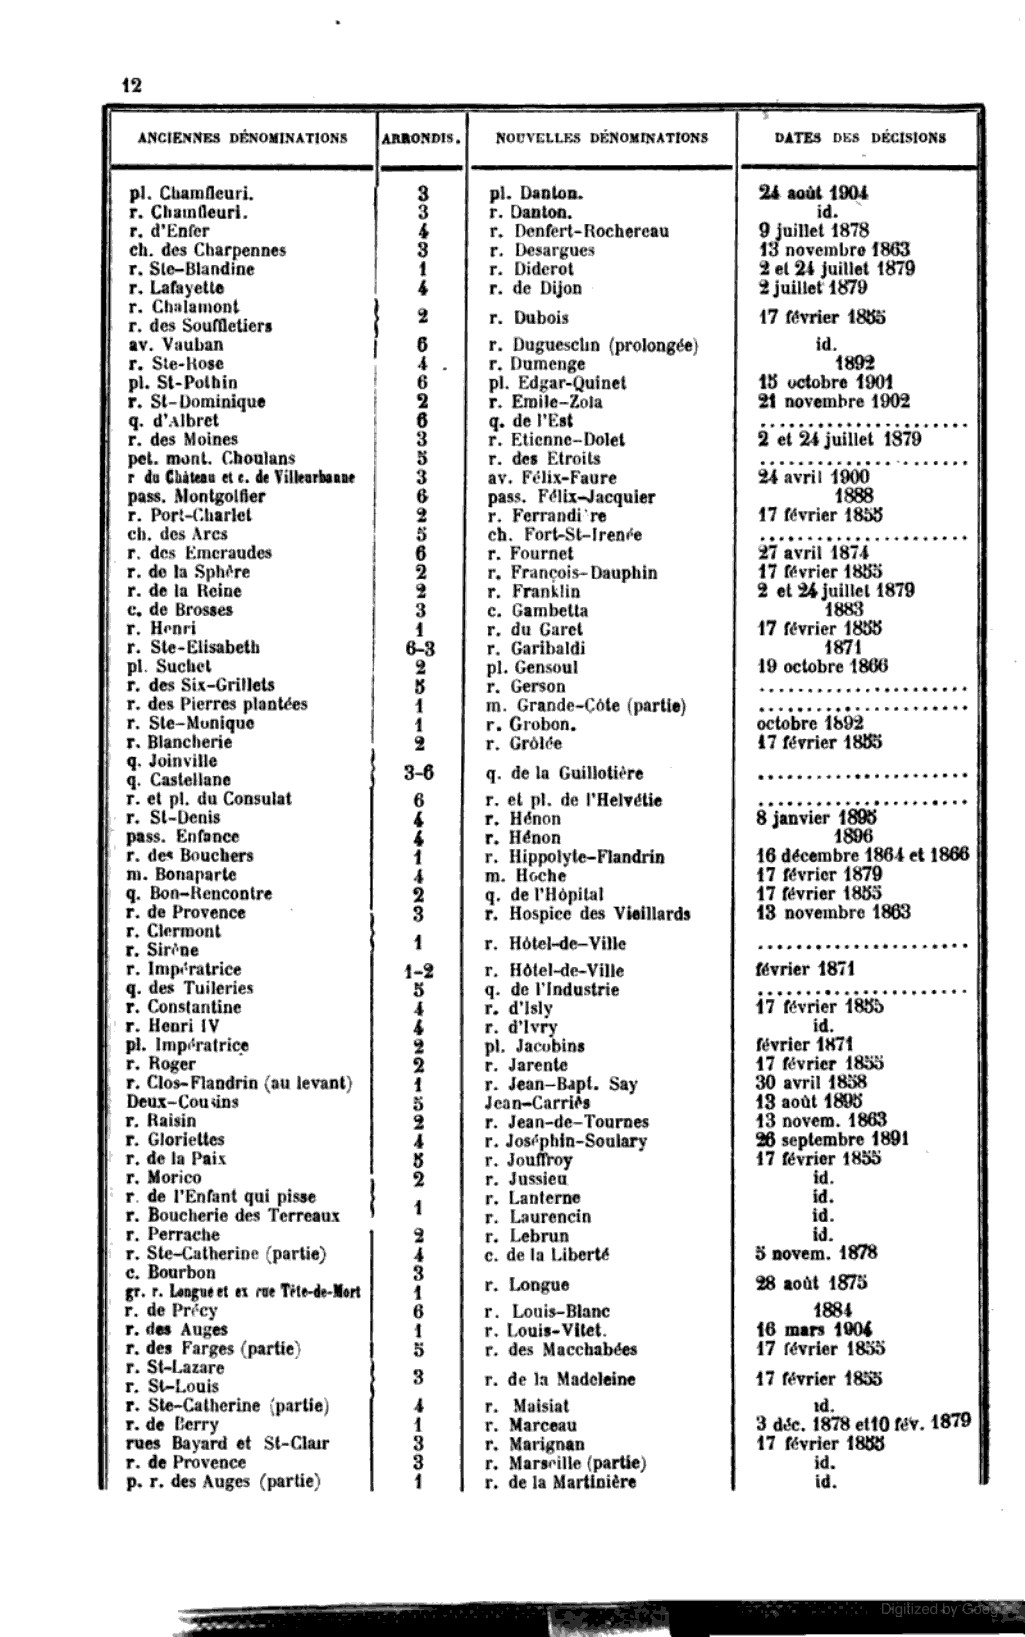 12
ANCIENNES DÉNOMINATIONS ARRONDIS. NOUVELLES DÉNOMINATIONS DATES DES DÉCISIONS
pl. Chamfleuri. 3 pl. Danton. 24 août 1904
r. Chamfleuri. 3 r. Danton. id.
r. d'Enfer 4 r. Denfert-Rochereau 9 juillet 1878
ch. des Charpennes 3 r. Desargues 13 novembre 1863
r. Ste-Blandine 1 r. Diderot 2 et 24 juillet 1879
r. Lafayette 4 r. de Dijon 2 juillet 1879
r. Chalamont
r. des Souffletiers 2 r. Dubois 17 février 1855
av. Vauban 6 r. Duguesclin (prolongée) id.
r. Ste-Rose 4 r. Dumenge 1892
pl. St-Pothin 6 pl. Edgar-Quinet 15 octobre 1901
r. St-Dominique 2 r. Emile-Zola 21 novembre 1902
q. d'Albret 6 q. de l'Est ......................
r. des Moines 3 r. Etienne-Dolet 2 et 24 juillet 1879
pet. mont. Choulans 5 r. des Etroits ......................
r du Château et c. de Villeurbanne 3 av. Félix-Faure 24 avril 1900
pass. Montgolfier 6 pass. Félix-Jacquier 1888
r. Port-Charlet 2 r. Ferrandière 17 février 1855
ch. des Arcs 5 ch. Fort-St-Irenée ......................
r. des Emeraudes 6 r. Fournet 27 avril 1874
r. de la Sphère 2 r. François-Dauphin 17 février 1855
r. de la Reine 2 r. Franklin 2 et 24 juillet 1879
c. de Brosses 3 c. Gambetta 1883
r. Henri 1 r. du Garet 17 février 1855
r. Ste-Elisabeth 6-3 r. Garibaldi 1871
pl. Suchet 2 pl. Gensoul 19 octobre 1866
r. des Six-Grillets 5 r. Gerson ......................
r. des Pierres plantées 1 m. Grande-Côte (partie) ......................
r. Ste-Monique 1 r. Grobon. octobre 1892
r. Blancherie 2 r. Grôlée 17 février 1855
q. Joinville
q. Castellane 3-6 q. de la Guillotière ......................
r. et pl. du Consulat 6 r. et pl. de l'Helvétie ......................
r. St-Denis 4 r. Hénon 8 janvier 1895
pass. Enfance 4 r. Hénon 1896
r. des Bouchers 1 r. Hippolyte-Flandrin 16 décembre 1864 et 1866
m. Bonaparte 4 m. Hoche 17 février 1879
q. Bon-Rencontre 2 q. de l'Hôpital 17 février 1855
r. de Provence 3 r. Hospice des Vieillards 13 novembre 1863
r. Clermont
r. Sirène 1 r. Hôtel-de-Ville ......................
r. Impératrice 1-2 r. Hôtel-de-Ville février 1871
q. des Tuileries 5 q. de l'Industrie ......................
r. Constantine 4 r. d'Isly 17 février 1855
r. Henri IV 4 r. d'Ivry id.
pl. Impératrice 2 pl. Jacobins février 1871
r. Roger 2 r. Jarente 17 février 1855
r. Clos-Flandrin (au levant) 1 r. Jean-Bapt. Say 30 avril 1858
Deux-Cousins 5 Jean-Carriès 13 août 1895
r. Raisin 2 r. Jean-de-Tournes 13 novem. 1863
r. Gloriettes 4 r. Joséphin-Soulary 26 septembre 1891
r. de la Paix 5 r. Jouffroy 17 février 1855
r. Morico 2 r. Jussieu id.
r. de l'Enfant qui pisse r. Lanterne id.
r. Boucherie des Terreaux 1 r. Laurencin id.
r. Perrache 2 r. Lebrun id.
r. Ste-Catherine (partie) 4 c. de la Liberté 5 novem. 1878
c. Bourbon 3
gr. r. Longue et ex rue Tête-de-Mort 1 r. Longue 28 août 1875
r. de Précy 6 r. Louis-Blanc 1884
r. des Auges 1 r. Louis-Vitet. 16 mars 1904
r. des Farges (partie) 5 r. des Macchabées 17 février 1855
r. St-Lazare
r. St-Louis 3 r. de la Madeleine 17 février 1855
r. Ste-Catherine (partie) 4 r. Maisiat id.
r. de Berry 1 r. Marceau 3 déc. 1878 et 10 fév. 1879
rues Bayard et St-Clair 3 r. Marignan 17 février 1855
r. de Provence 3 r. Marseille (partie) id.
p. r. des Auges (partie) 1 r. de la Martinière id.
Digitized by Google